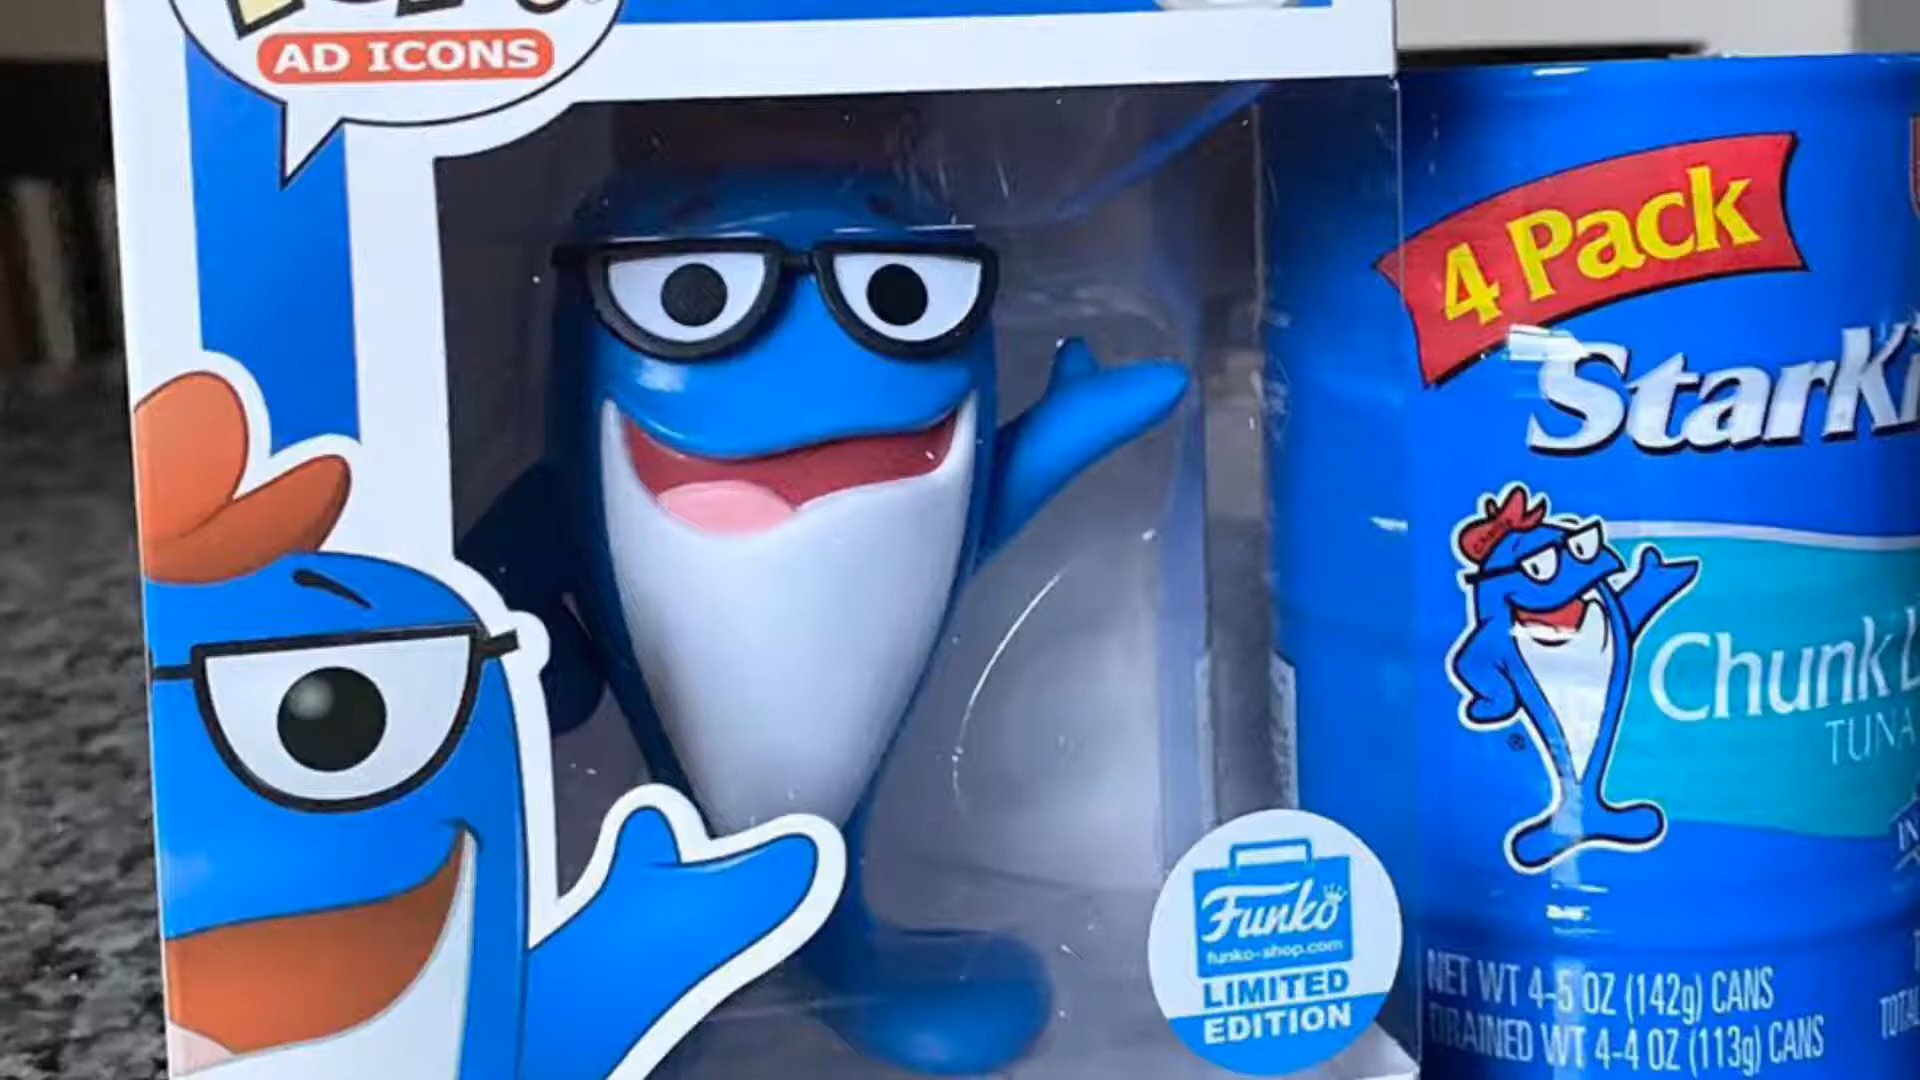 AD ICONS
4 Pack
StarKi
Chunk L
TUNA
Funko
funko-shop.com
LIMITED
EDITION
NET WT 4-5 OZ (142g) CANS
DRAINED WT 4-4 OZ (113g) CANS
TOTAL